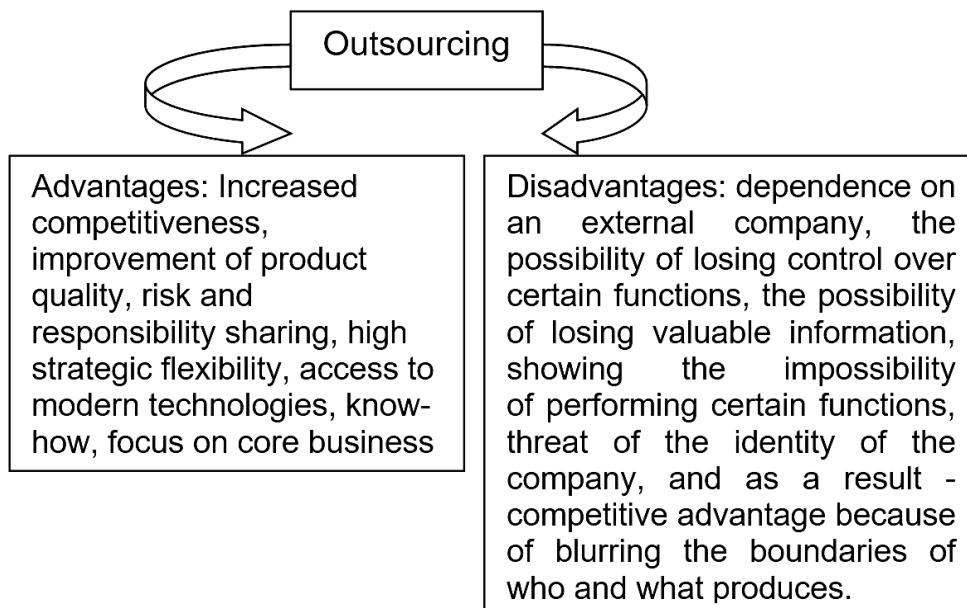 Outsourcing
Advantages: Increased
competitiveness,
improvement of product
quality, risk and
responsibility sharing, high
strategic flexibility, access to
modern technologies, know-
how, focus on core business
Disadvantages: dependence on
an external company, the
possibility of losing control over
certain functions, the possibility
of losing valuable information,
showing the impossibility
of performing certain functions,
threat of the identity of the
company, and as a result -
competitive advantage because
of blurring the boundaries of
who and what produces.